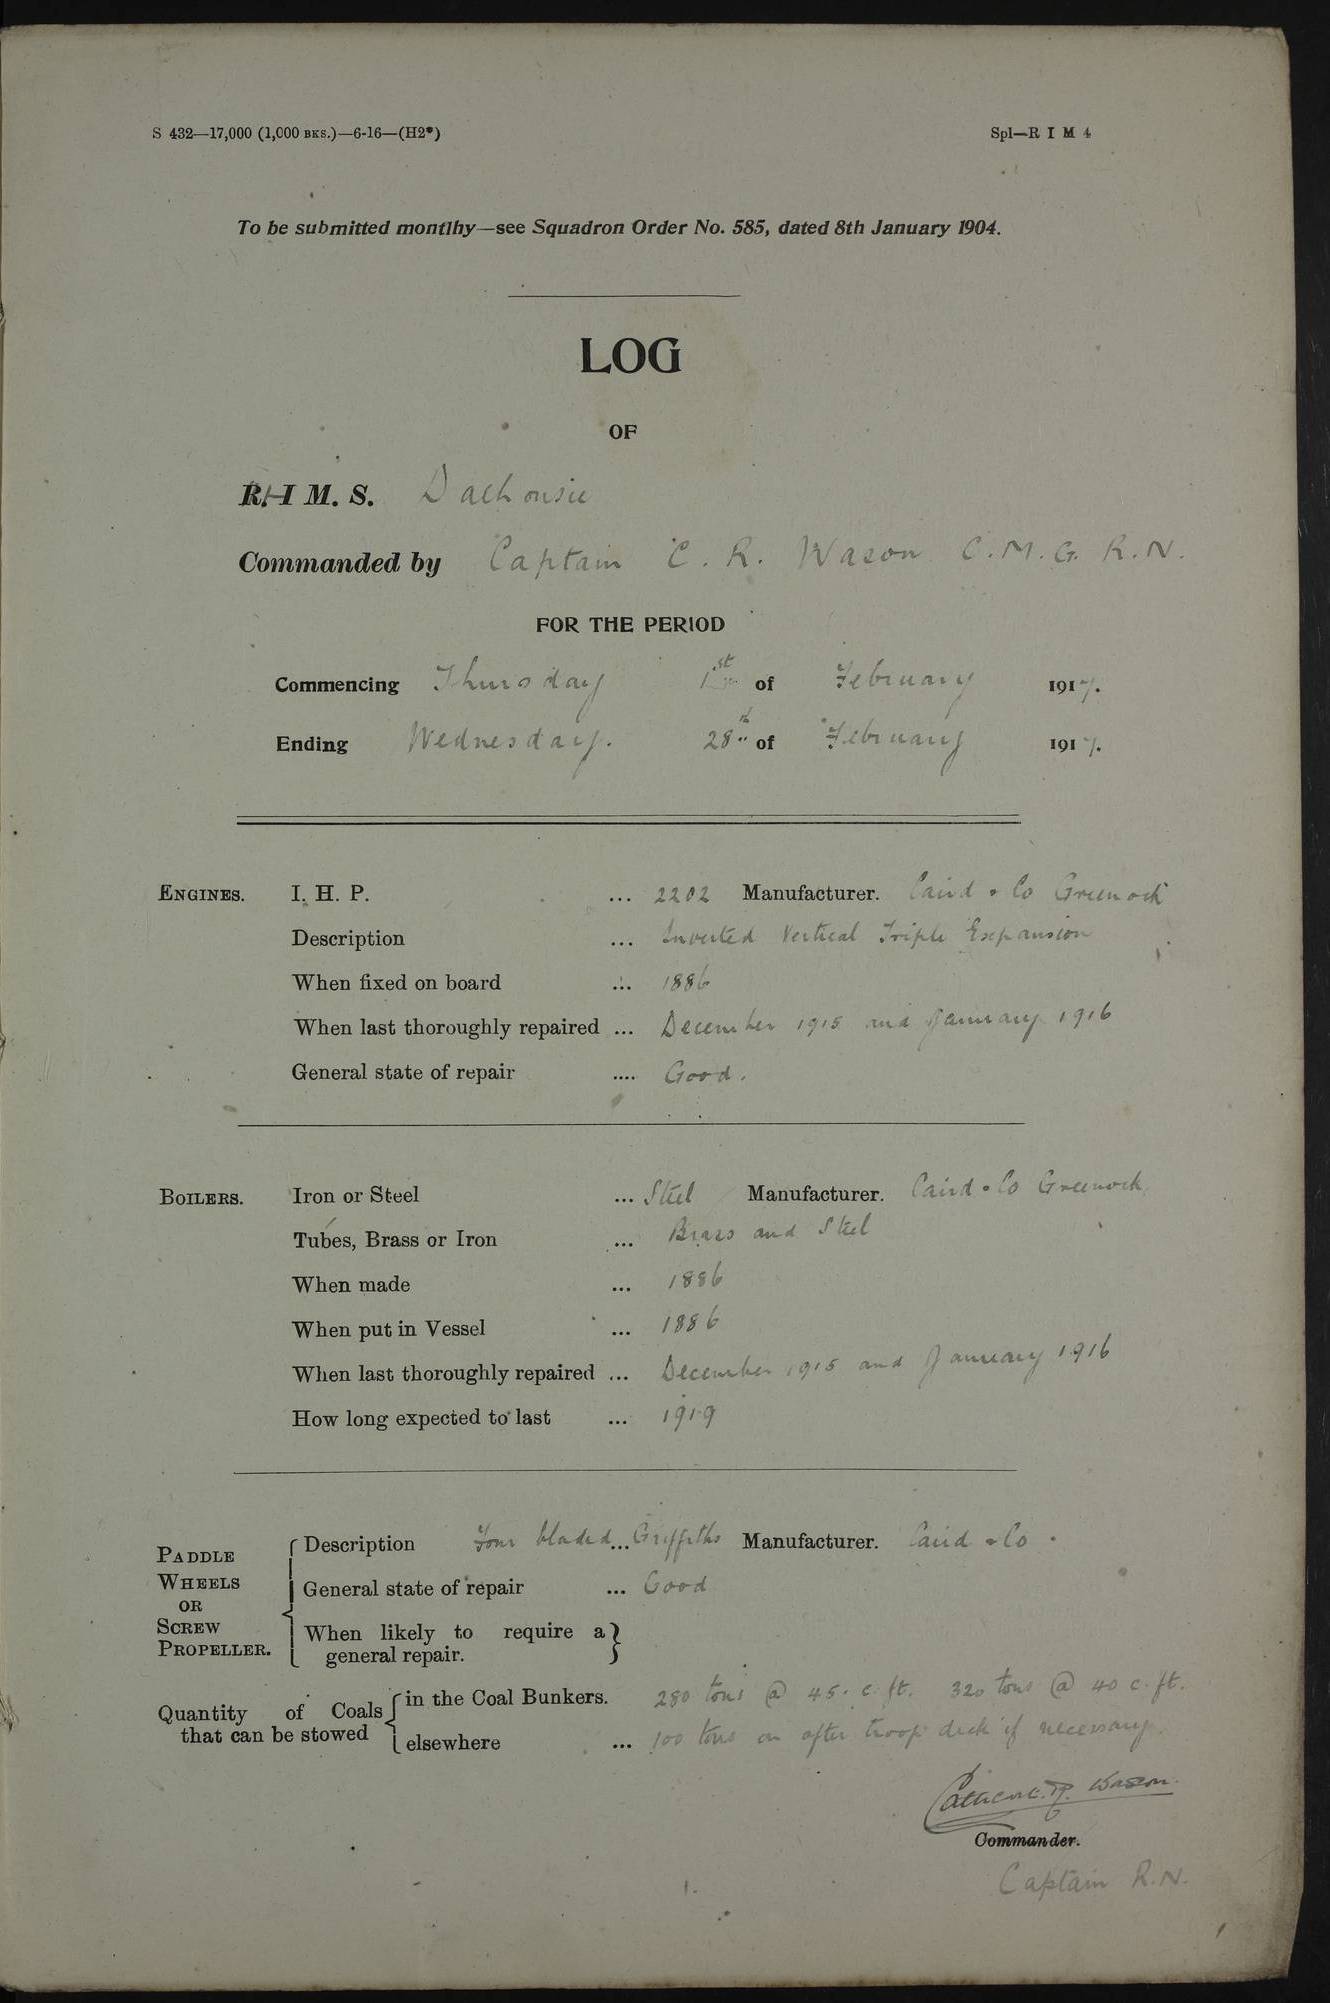 S 432—17,000 (1,000 BKS.)—6-16—(H2*) Spl—R I M 4
To be submitted montlhy—see Squadron Order No. 585, dated 8th January 1904.
LOG
OF
R. I M. S. Dalhousie
Commanded by Captain C. R. Wason C.M.G. R.N.
FOR THE PERIOD
Commencing Thursday 1st of February 1917.
Ending Wednesday. 28th of February 1917.
ENGINES. I. H. P. ... 2202 Manufacturer. Caird & Co Greenock
Description ... Inverted Vertical Triple Expansion
When fixed on board ... 1886
When last thoroughly repaired ... December 1915 and January 1916
General state of repair .... Good.
BOILERS. Iron or Steel ... Steel Manufacturer. Caird & Co Greenock
Tubes, Brass or Iron ... Brass and Steel
When made ... 1886
When put in Vessel ... 1886
When last thoroughly repaired ... December 1915 and January 1916
How long expected to last ... 1919
PADDLE WHEELS OR SCREW PROPELLER.
Description Four bladed... Griffiths Manufacturer. Caird & Co.
General state of repair ... Good
When likely to require a
general repair.
Quantity of Coals that can be stowed
in the Coal Bunkers. 280 tons @ 45. c. ft. 320 tons @ 40 c. ft.
elsewhere ... 100 tons on after troop deck if necessary.
Cathcart. R. Wason.
Commander.
Captain R.N.